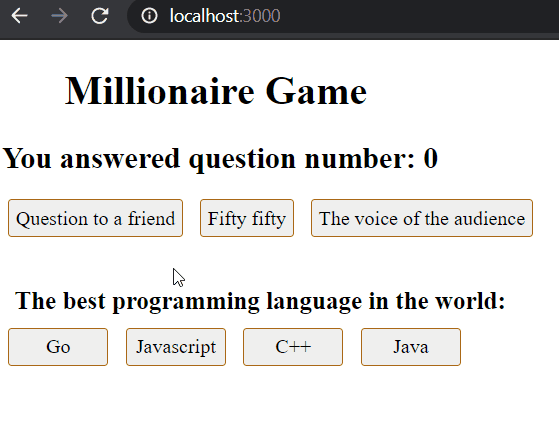 localhost:3000
Millionaire Game
You answered question number: 0
Question to a friend Fifty fifty The voice of the audience
The best programming language in the world:
Go Javascript C++ Java